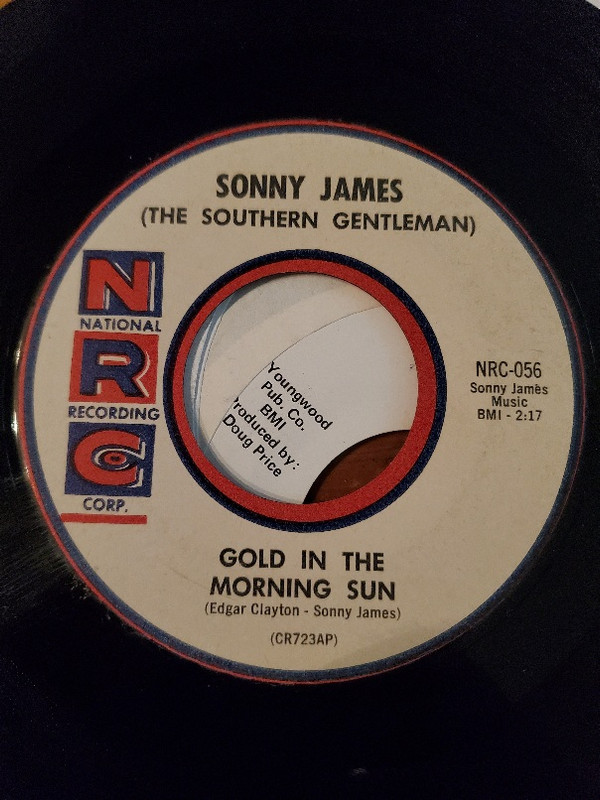 SONNY JAMES
(THE SOUTHERN GENTLEMAN)
N
NATIONAL
R
RECORDING
C
CORP.
NRC-056
Sonny James
Music
BMI - 2:17
Youngwood
Pub. Co.
BMI
roduced by:
Doug Price
GOLD IN THE
MORNING SUN
(Edgar Clayton - Sonny James)
(CR723AP)